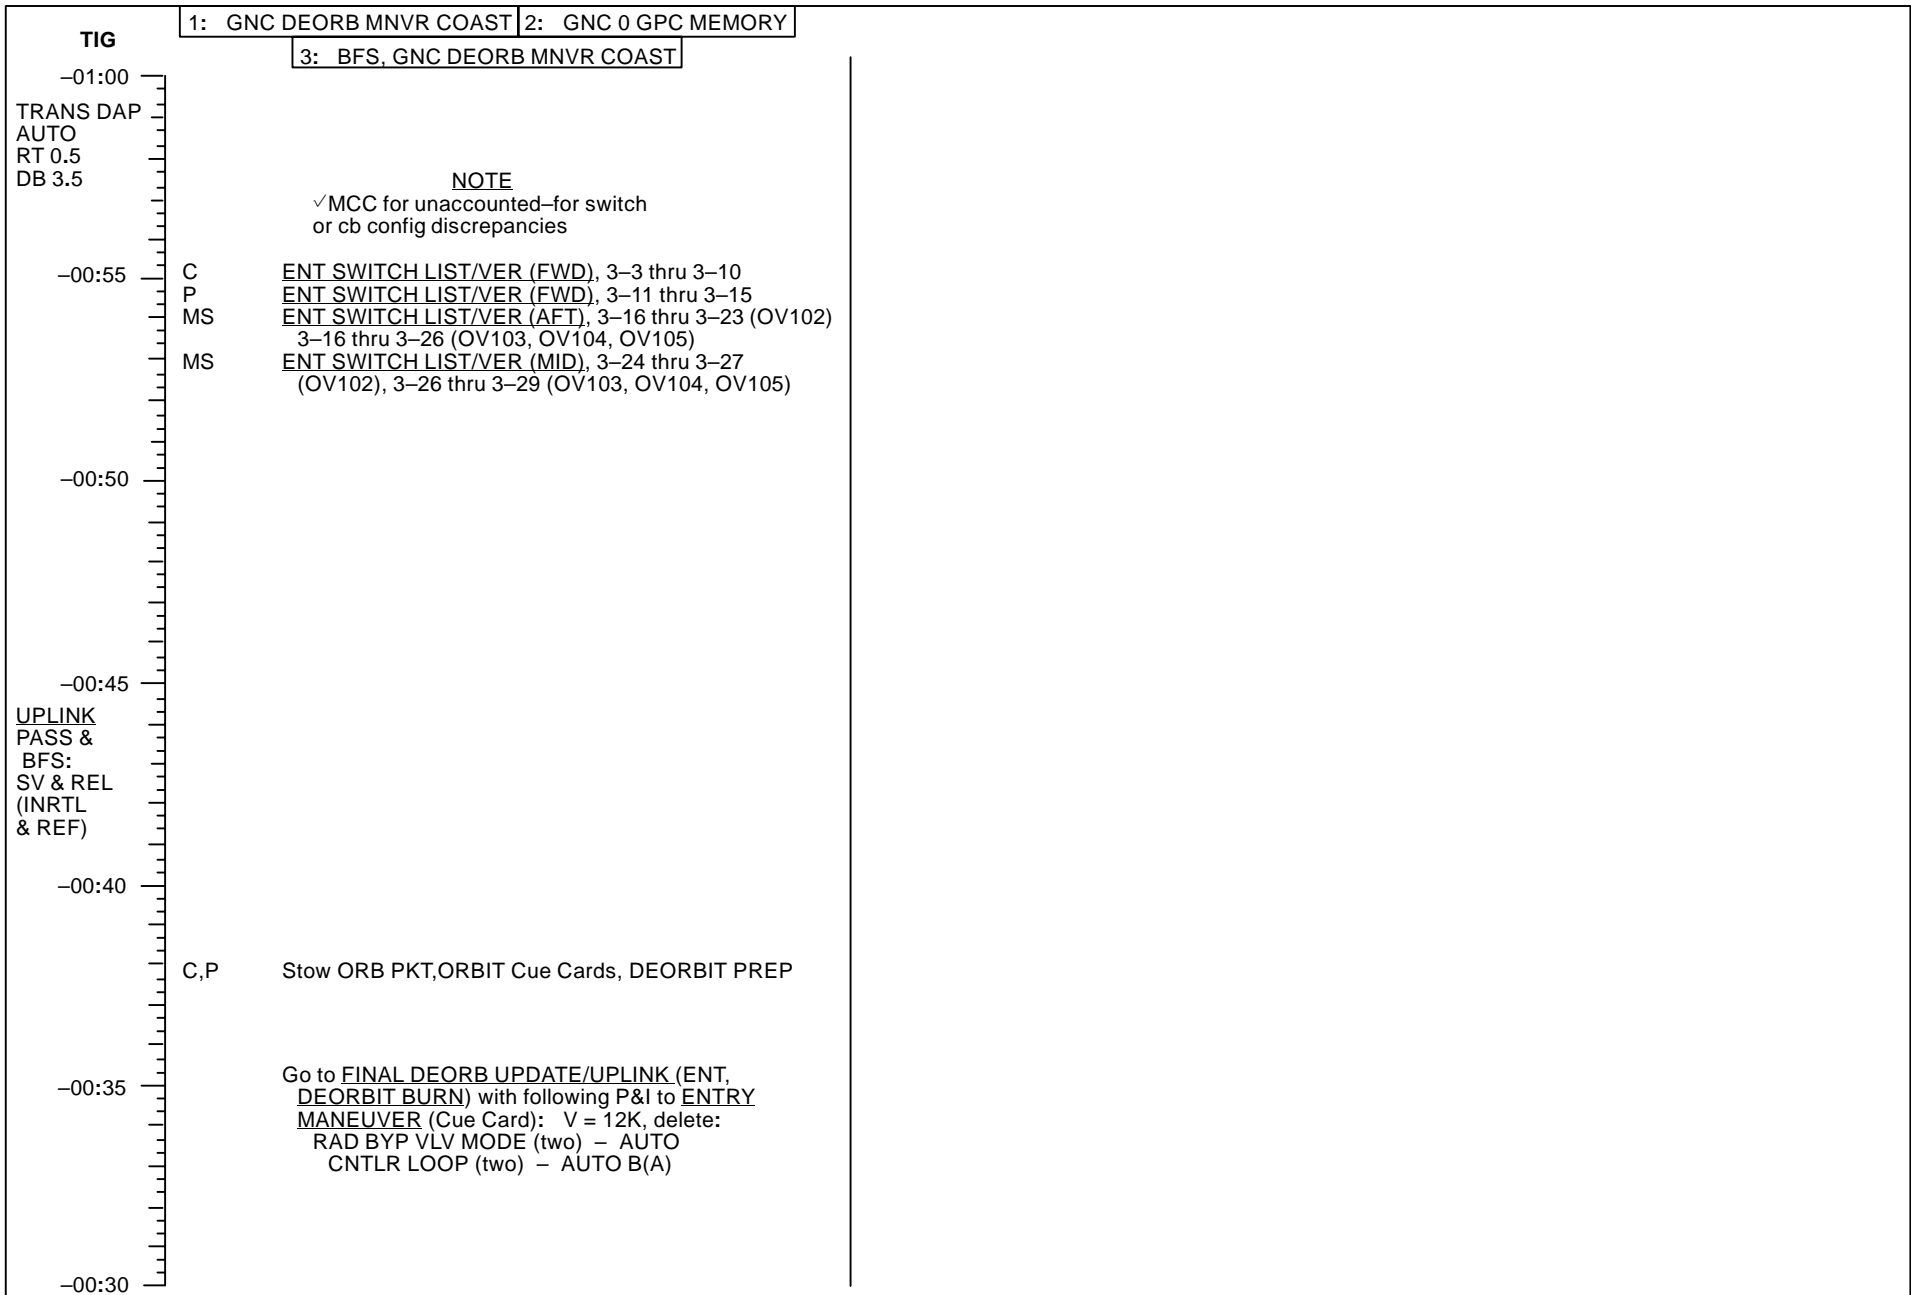 1: GNC DEORB MNVR COAST 2: GNC 0 GPC MEMORY
3: BFS, GNC DEORB MNVR COAST
TIG
–01:00
TRANS DAP
AUTO
RT 0.5
DB 3.5
NOTE
√MCC for unaccounted–for switch
or cb config discrepancies
–00:55
C ENT SWITCH LIST/VER (FWD), 3–3 thru 3–10
P ENT SWITCH LIST/VER (FWD), 3–11 thru 3–15
MS ENT SWITCH LIST/VER (AFT), 3–16 thru 3–23 (OV102)
3–16 thru 3–26 (OV103, OV104, OV105)
MS ENT SWITCH LIST/VER (MID), 3–24 thru 3–27
(OV102), 3–26 thru 3–29 (OV103, OV104, OV105)
–00:50
–00:45
UPLINK
PASS &
BFS:
SV & REL
(INRTL
& REF)
–00:40
C,P Stow ORB PKT,ORBIT Cue Cards, DEORBIT PREP
–00:35
Go to FINAL DEORB UPDATE/UPLINK (ENT,
DEORBIT BURN) with following P&I to ENTRY
MANEUVER (Cue Card): V = 12K, delete:
RAD BYP VLV MODE (two) – AUTO
CNTLR LOOP (two) – AUTO B(A)
–00:30